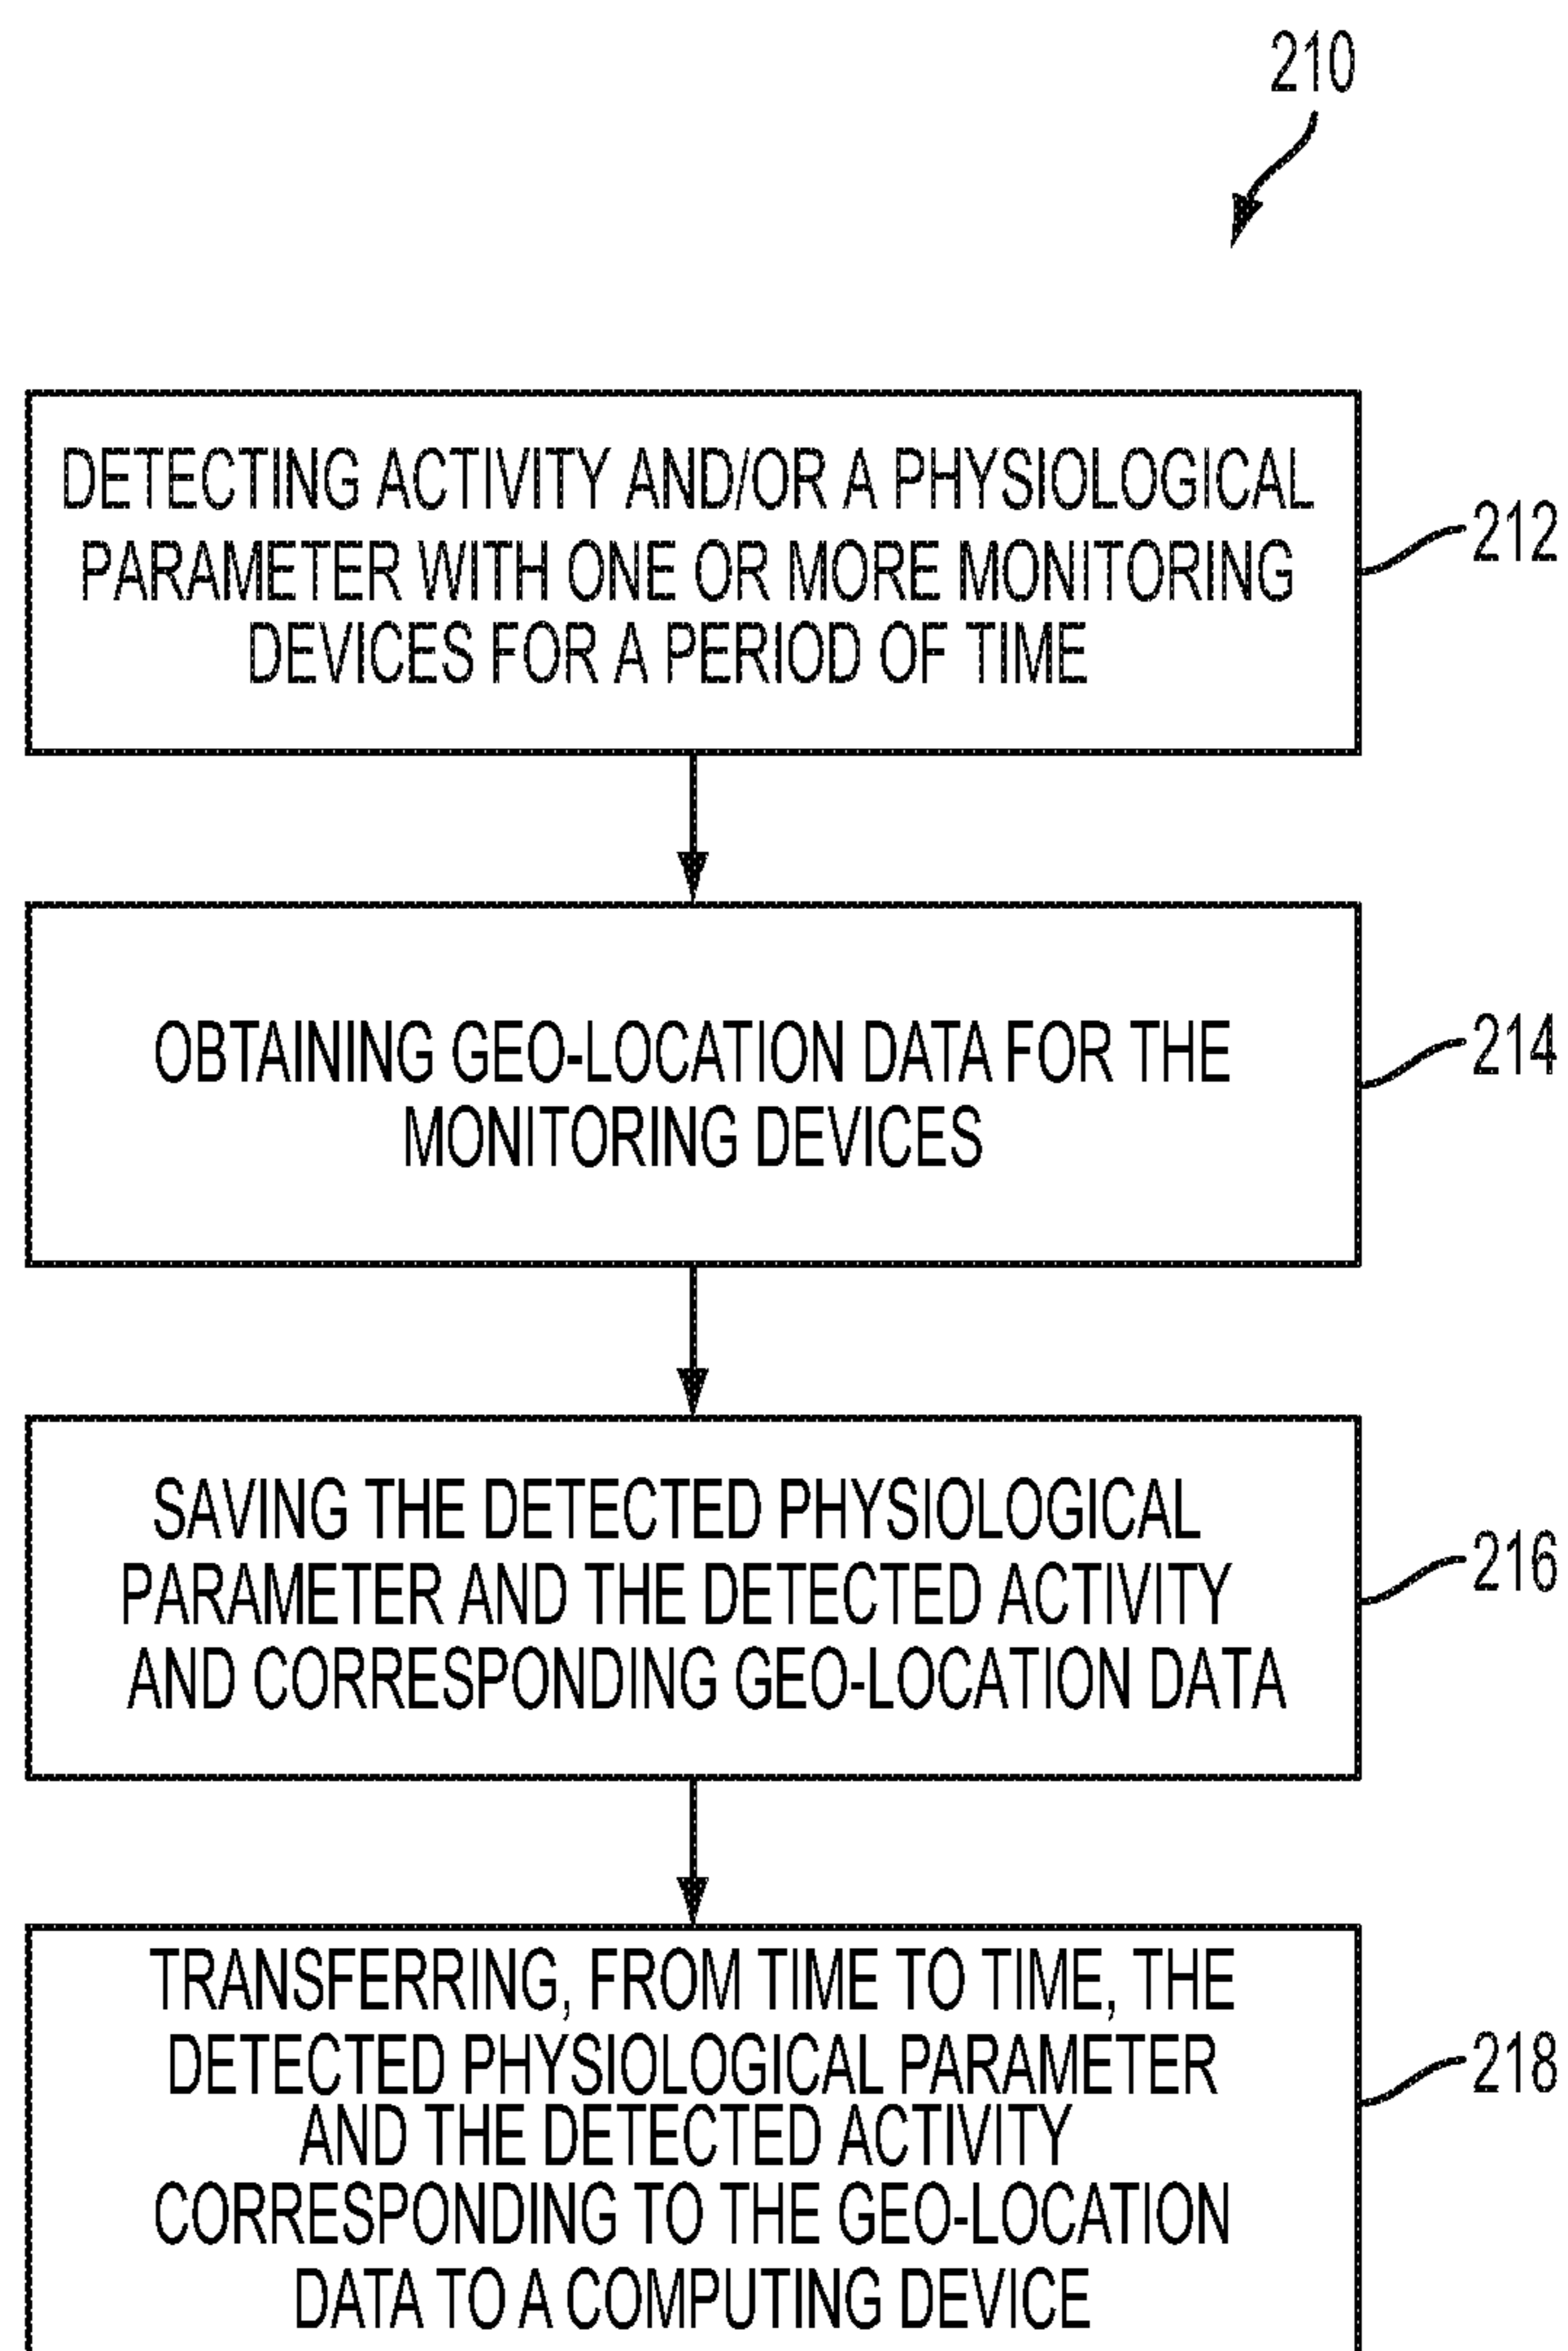 210
DETECTING ACTIVITY AND/OR A PHYSIOLOGICAL
PARAMETER WITH ONE OR MORE MONITORING
DEVICES FOR A PERIOD OF TIME
212
OBTAINING GEO-LOCATION DATA FOR THE
MONITORING DEVICES
214
SAVING THE DETECTED PHYSIOLOGICAL
PARAMETER AND THE DETECTED ACTIVITY
AND CORRESPONDING GEO-LOCATION DATA
216
TRANSFERRING, FROM TIME TO TIME, THE
DETECTED PHYSIOLOGICAL PARAMETER
AND THE DETECTED ACTIVITY
CORRESPONDING TO THE GEO-LOCATION
DATA TO A COMPUTING DEVICE
218